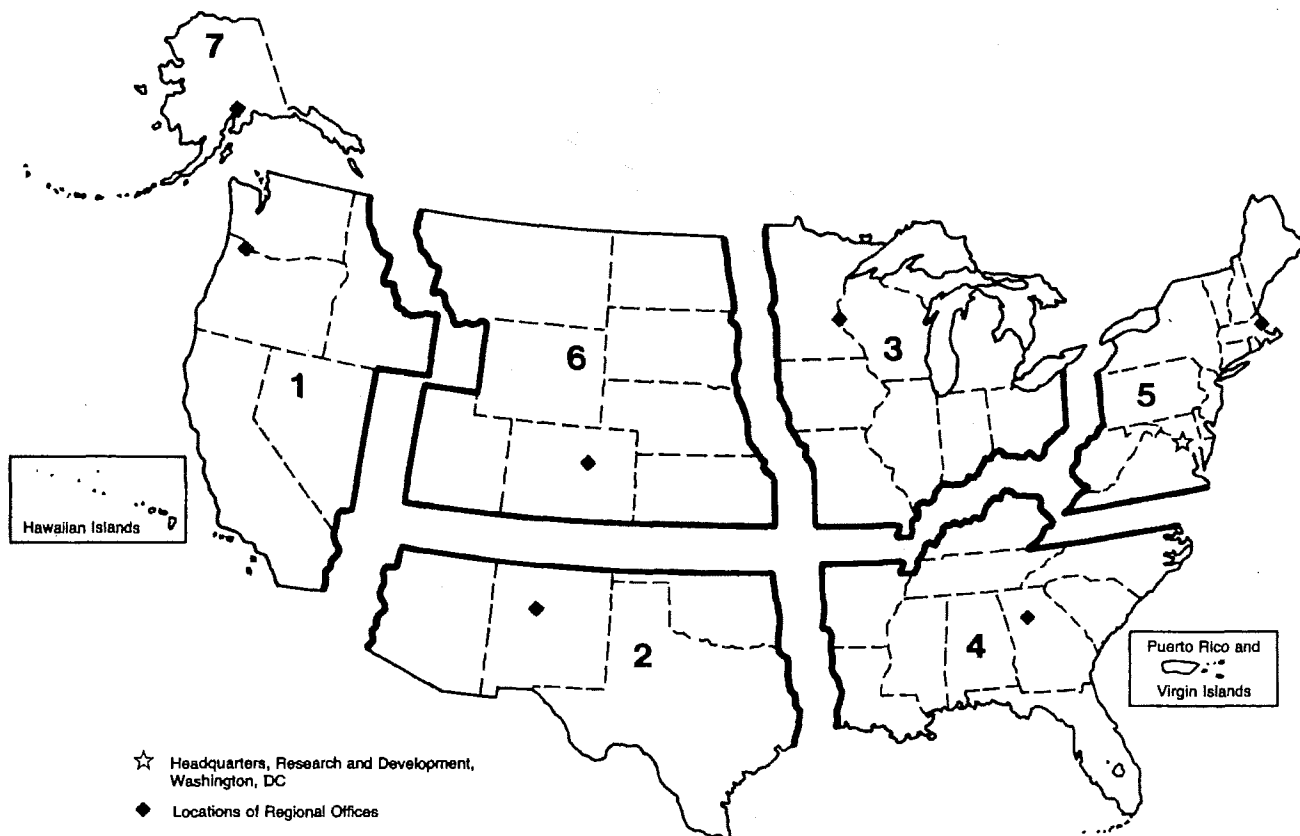 7
6
3
1
5
Hawaiian Islands
2
4
Puerto Rico and
Virgin Islands
Headquarters, Research and Development,
Washington, DC
Locations of Regional Offices